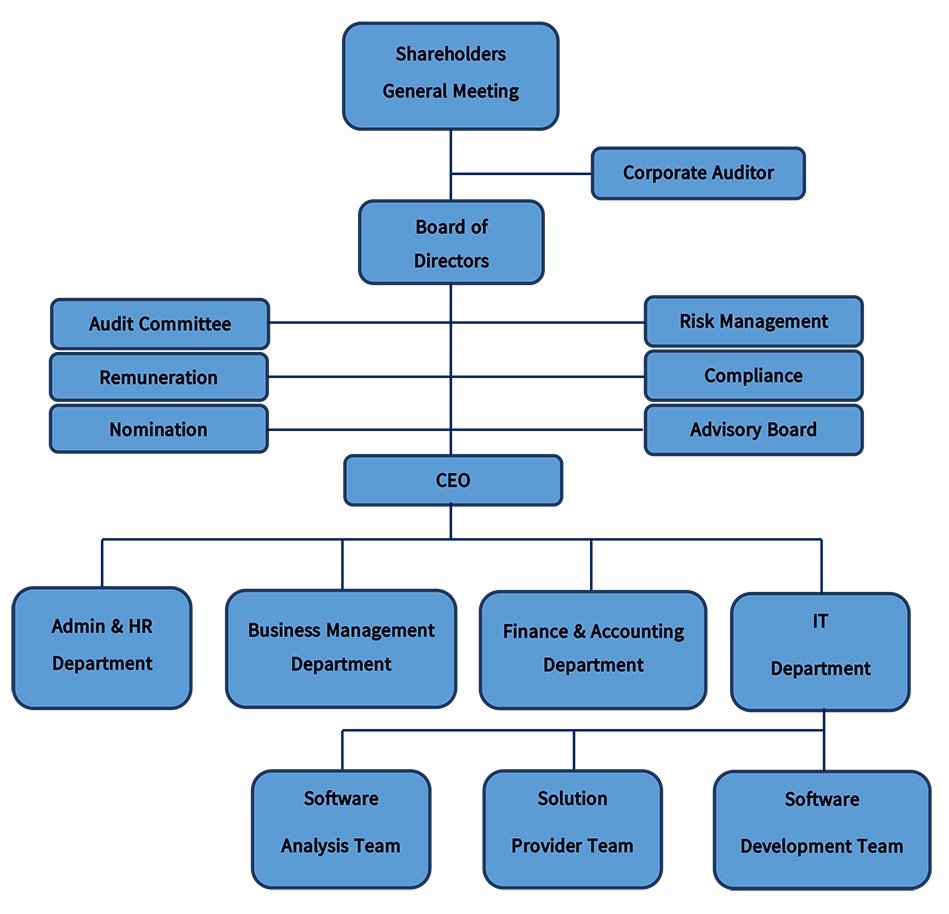 Shareholders
General Meeting
Corporate Auditor
Board of
Directors
Audit Committee
Risk Management
Remuneration
Compliance
Nomination
Advisory Board
CEO
Admin & HR
Department
Business Management
Department
Finance & Accounting
Department
IT
Department
Software
Analysis Team
Solution
Provider Team
Software
Development Team